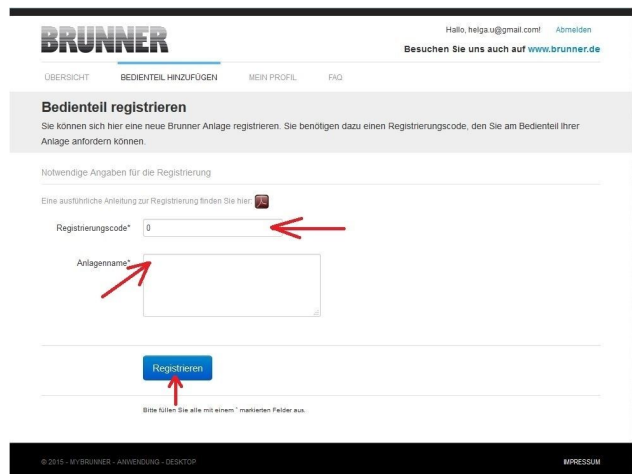 BRUNNER
Hallo, helga.u@gmail.com! Abmelden
Besuchen Sie uns auch auf www.brunner.de
ÜBERSICHT BEDIENTEIL HINZUFÜGEN MEIN PROFIL FAQ
Bedienteil registrieren
Sie können sich hier eine neue Brunner Anlage registrieren. Sie benötigen dazu einen Registrierungscode, den Sie am Bedienteil Ihrer
Anlage anfordern können.
Notwendige Angaben für die Registrierung
Eine ausführliche Anleitung zur Registrierung finden Sie hier:
Registrierungscode* 0
Anlagenname*
Registrieren
Bitte füllen Sie alle mit einem * markierten Felder aus.
© 2015 - MYBRUNNER - ANWENDUNG - DESKTOP IMPRESSUM